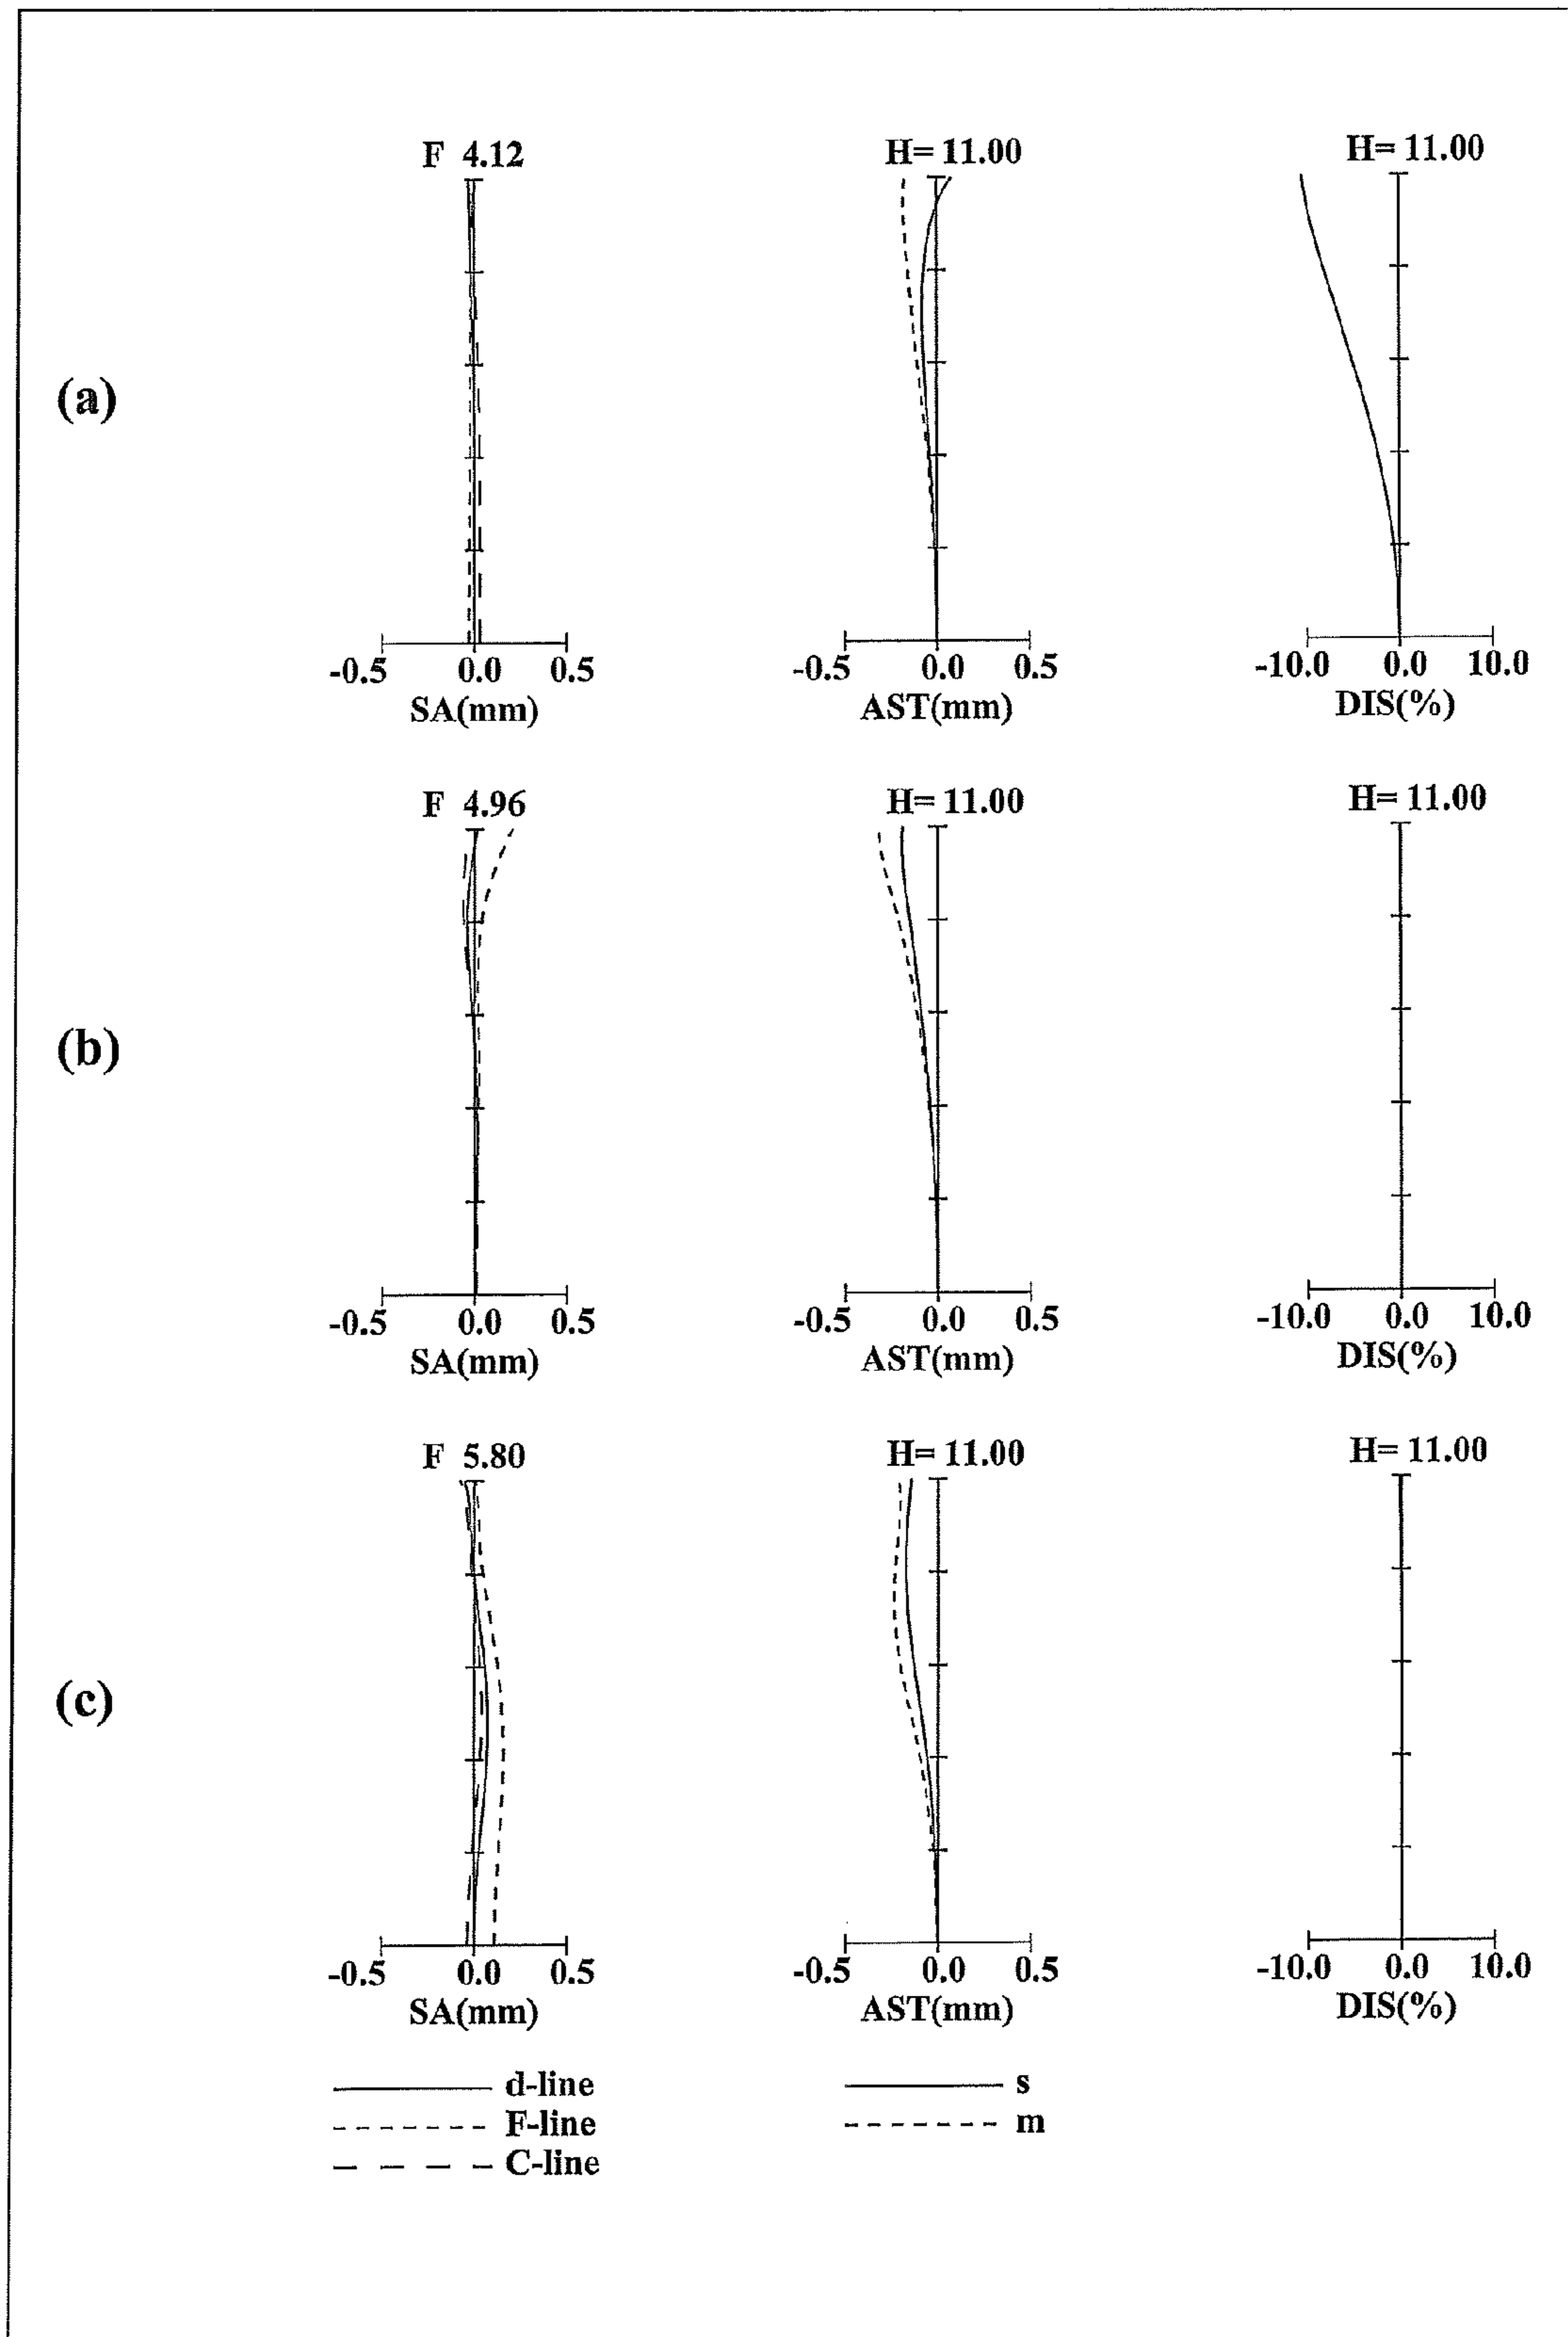 (a)
F 4.12
-0.5 0.0 0.5
SA(mm)
H= 11.00
-0.5 0.0 0.5
AST(mm)
H= 11.00
-10.0 0.0 10.0
DIS(%)
(b)
F 4.96
-0.5 0.0 0.5
SA(mm)
H= 11.00
-0.5 0.0 0.5
AST(mm)
H= 11.00
-10.0 0.0 10.0
DIS(%)
(c)
F 5.80
-0.5 0.0 0.5
SA(mm)
H= 11.00
-0.5 0.0 0.5
AST(mm)
H= 11.00
-10.0 0.0 10.0
DIS(%)
d-line
F-line
C-line
s
m